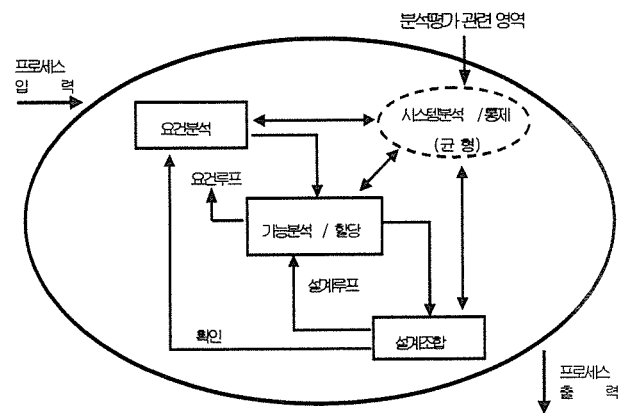 분석평가 관련 영역
프로세스
입 력
요건분석
시스템분석 /통제
(균 형)
요건루프
기능분석 / 할당
설계루프
확인
설계조합
프로세스
출 력